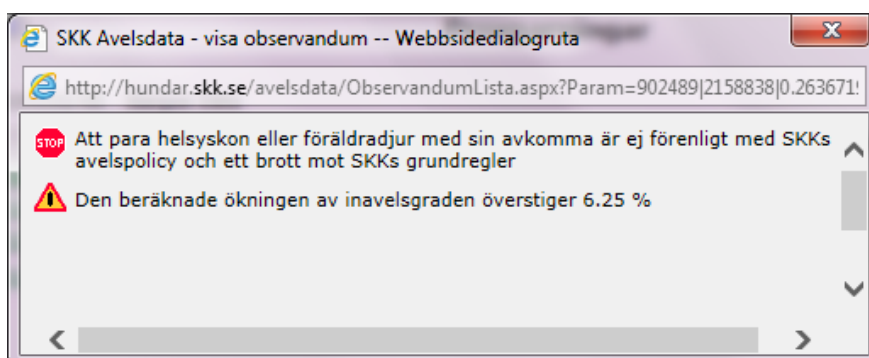 SKK Avelsdata - visa observandum -- Webbsidedialogruta
http://hundar.skk.se/avelsdata/ObservandumLista.aspx?Param=902489|2158838|0.263671
STOP
Att para helsyskon eller föräldradjur med sin avkomma är ej förenligt med SKKs
avelspolicy och ett brott mot SKKs grundregler
Den beräknade ökningen av inavelsgraden överstiger 6.25 %